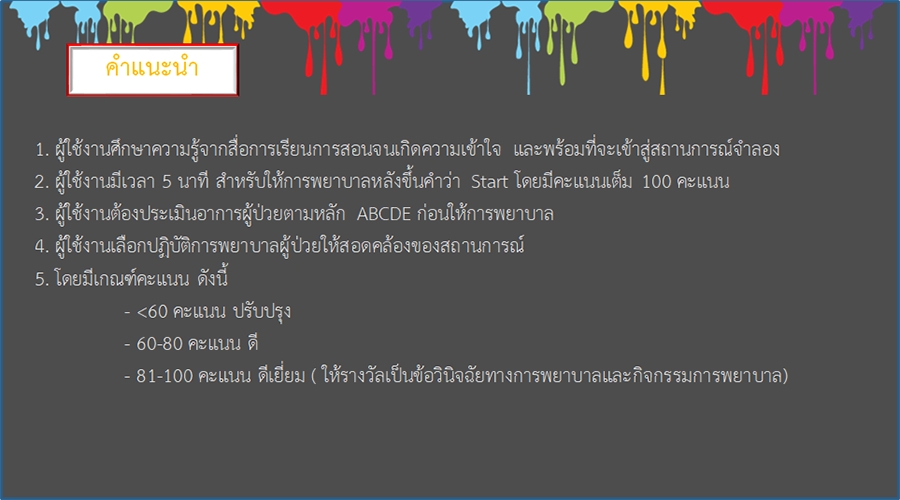 คำแนะนำ
1. ผู้ใช้งานศึกษาความรู้จากสื่อการเรียนการสอนจนเกิดความเข้าใจ และพร้อมที่จะเข้าสู่สถานการณ์จำลอง
2. ผู้ใช้งานมีเวลา 5 นาที สำหรับให้การพยาบาลหลังขึ้นคำว่า Start โดยมีคะแนนเต็ม 100 คะแนน
3. ผู้ใช้งานต้องประเมินอาการผู้ป่วยตามหลัก ABCDE ก่อนให้การพยาบาล
4. ผู้ใช้งานเลือกปฏิบัติการพยาบาลผู้ป่วยให้สอดคล้องของสถานการณ์
5. โดยมีเกณฑ์คะแนน ดังนี้
- <60 คะแนน ปรับปรุง
- 60-80 คะแนน ดี
- 81-100 คะแนน ดีเยี่ยม ( ให้รางวัลเป็นข้อวินิจฉัยทางการพยาบาลและกิจกรรมการพยาบาล)